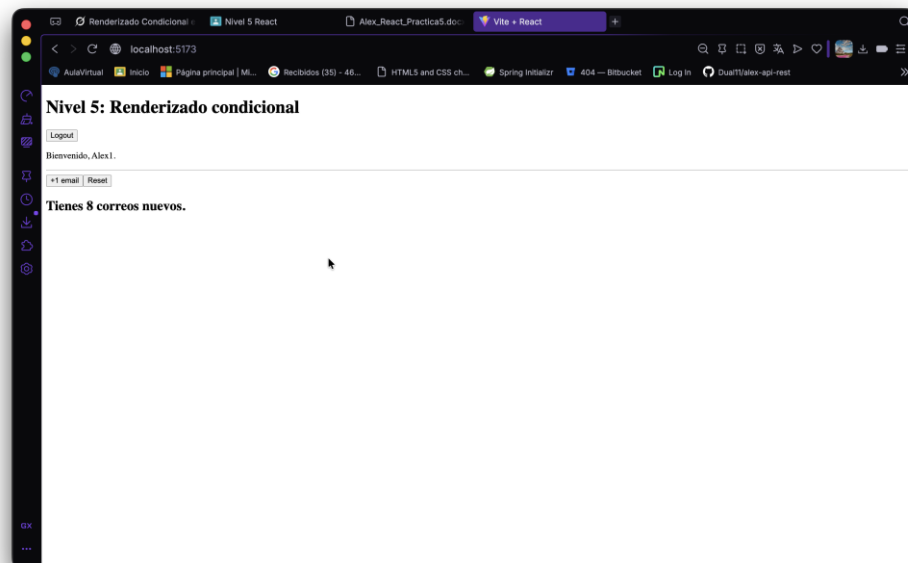 Renderizado Condicional e
Nivel 5 React
Alex_React_Practica5.doc
Vite + React
localhost:5173
AulaVirtual
Inicio
Página principal | Mi...
Recibidos (35) - 46...
HTML5 and CSS ch...
Spring Initializr
404 — Bitbucket
Log In
Dual11/alex-api-rest
Nivel 5: Renderizado condicional
Logout
Bienvenido, Alex1.
+1 email Reset
Tienes 8 correos nuevos.
GX